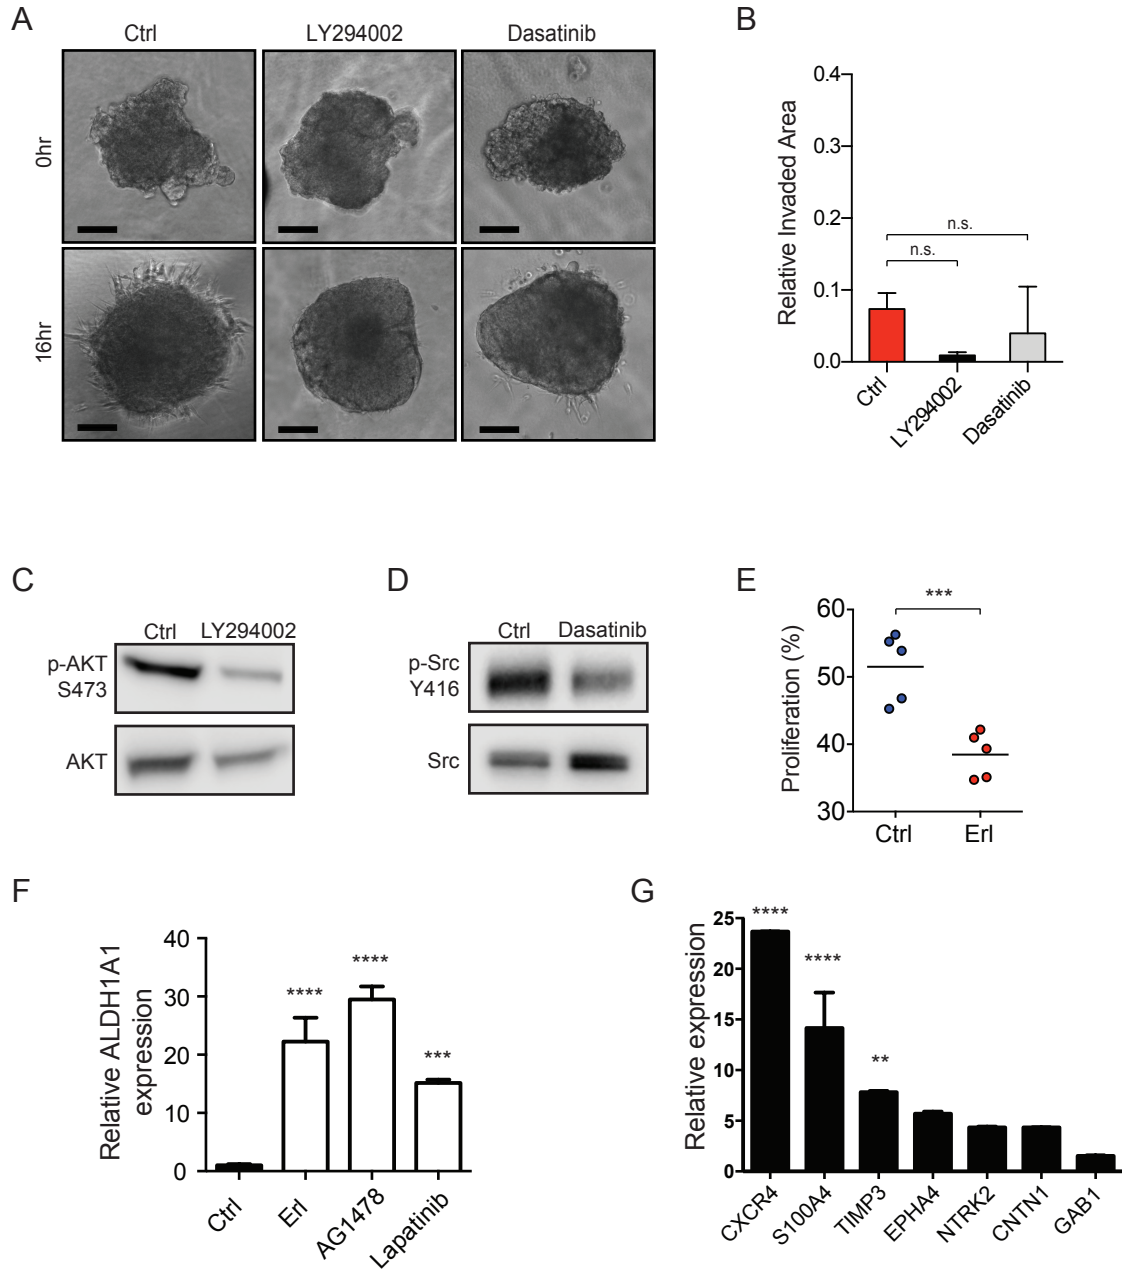 A
Ctrl LY294002 Dasatinib
0hr
16hr
B
Relative Invaded Area
0.4
0.3
0.2
0.1
0.0
n.s.
n.s.
Ctrl
LY294002
Dasatinib
C
Ctrl LY294002
p-AKT
S473
AKT
D
Ctrl Dasatinib
p-Src
Y416
Src
E
Proliferation (%)
60
50
40
30
***
Ctrl Erl
F
Relative ALDH1A1
expression
40
30
20
10
0
****
****
***
Ctrl
Erl
AG1478
Lapatinib
G
Relative expression
25
20
15
10
5
0
****
****
**
CXCR4
S100A4
TIMP3
EPHA4
NTRK2
CNTN1
GAB1